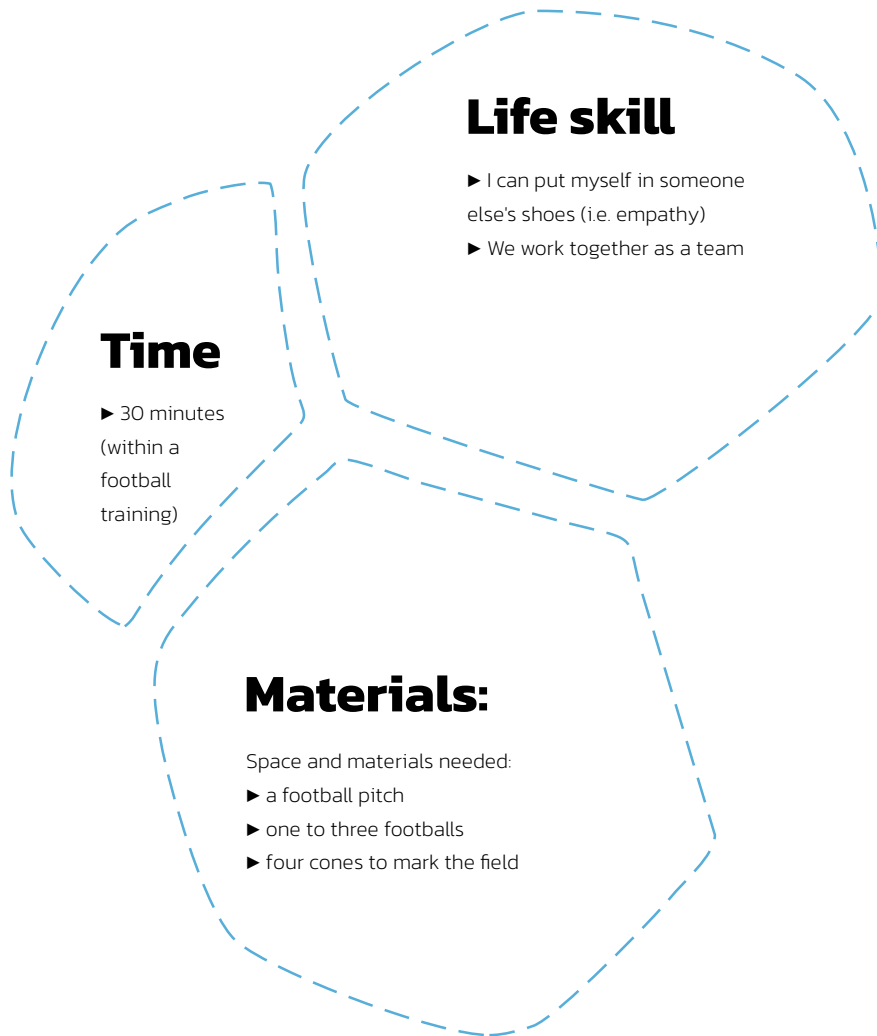 Life skill
► I can put myself in someone
else's shoes (i.e. empathy)
► We work together as a team
Time
► 30 minutes
(within a
football
training)
Materials:
Space and materials needed:
► a football pitch
► one to three footballs
► four cones to mark the field